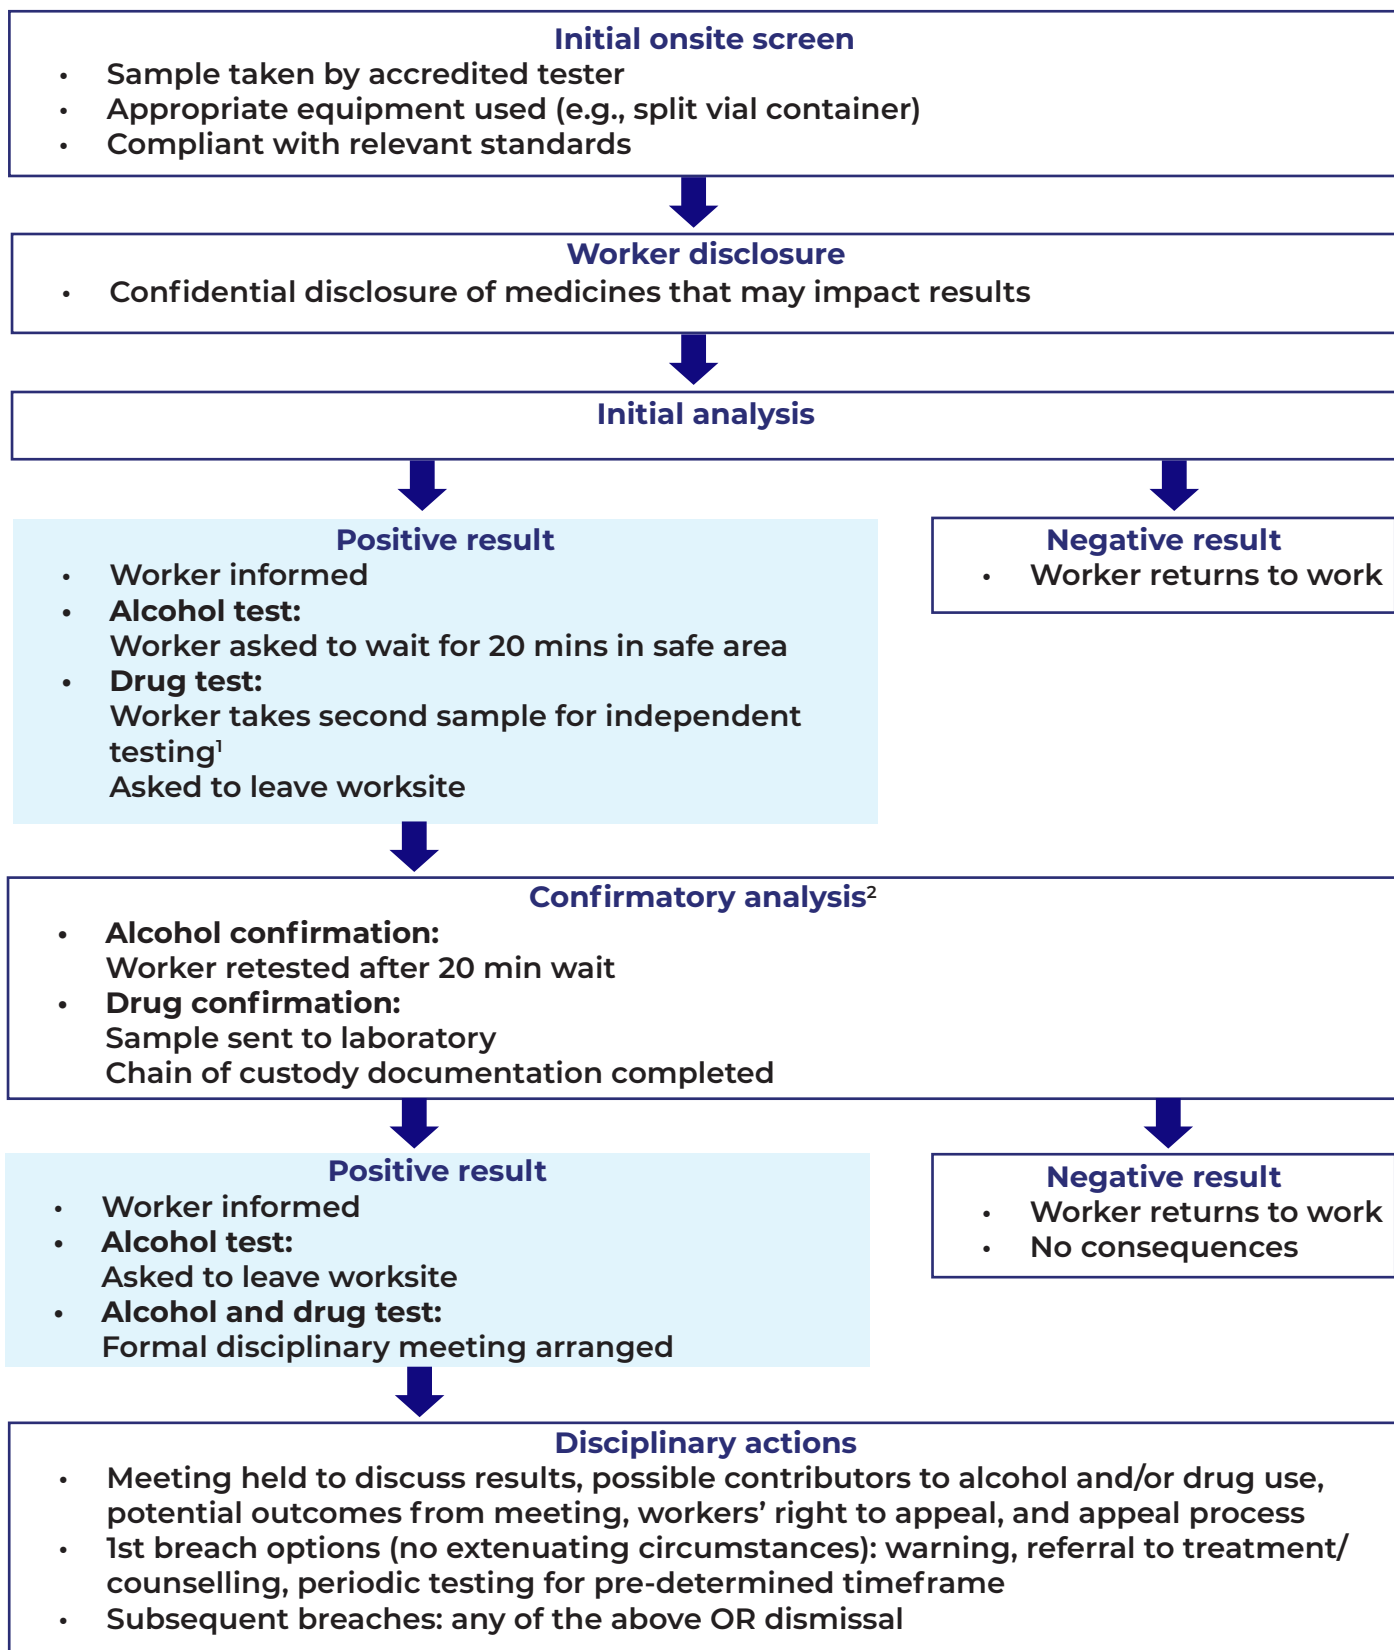 Initial onsite screen
• Sample taken by accredited tester
• Appropriate equipment used (e.g., split vial container)
• Compliant with relevant standards
Worker disclosure
• Confidential disclosure of medicines that may impact results
Initial analysis
Positive result
• Worker informed
• Alcohol test:
Worker asked to wait for 20 mins in safe area
• Drug test:
Worker takes second sample for independent
testing¹
Asked to leave worksite
Negative result
• Worker returns to work
Confirmatory analysis²
• Alcohol confirmation:
Worker retested after 20 min wait
• Drug confirmation:
Sample sent to laboratory
Chain of custody documentation completed
Positive result
• Worker informed
• Alcohol test:
Asked to leave worksite
• Alcohol and drug test:
Formal disciplinary meeting arranged
Negative result
• Worker returns to work
• No consequences
Disciplinary actions
• Meeting held to discuss results, possible contributors to alcohol and/or drug use,
potential outcomes from meeting, workers’ right to appeal, and appeal process
• 1st breach options (no extenuating circumstances): warning, referral to treatment/
counselling, periodic testing for pre-determined timeframe
• Subsequent breaches: any of the above OR dismissal